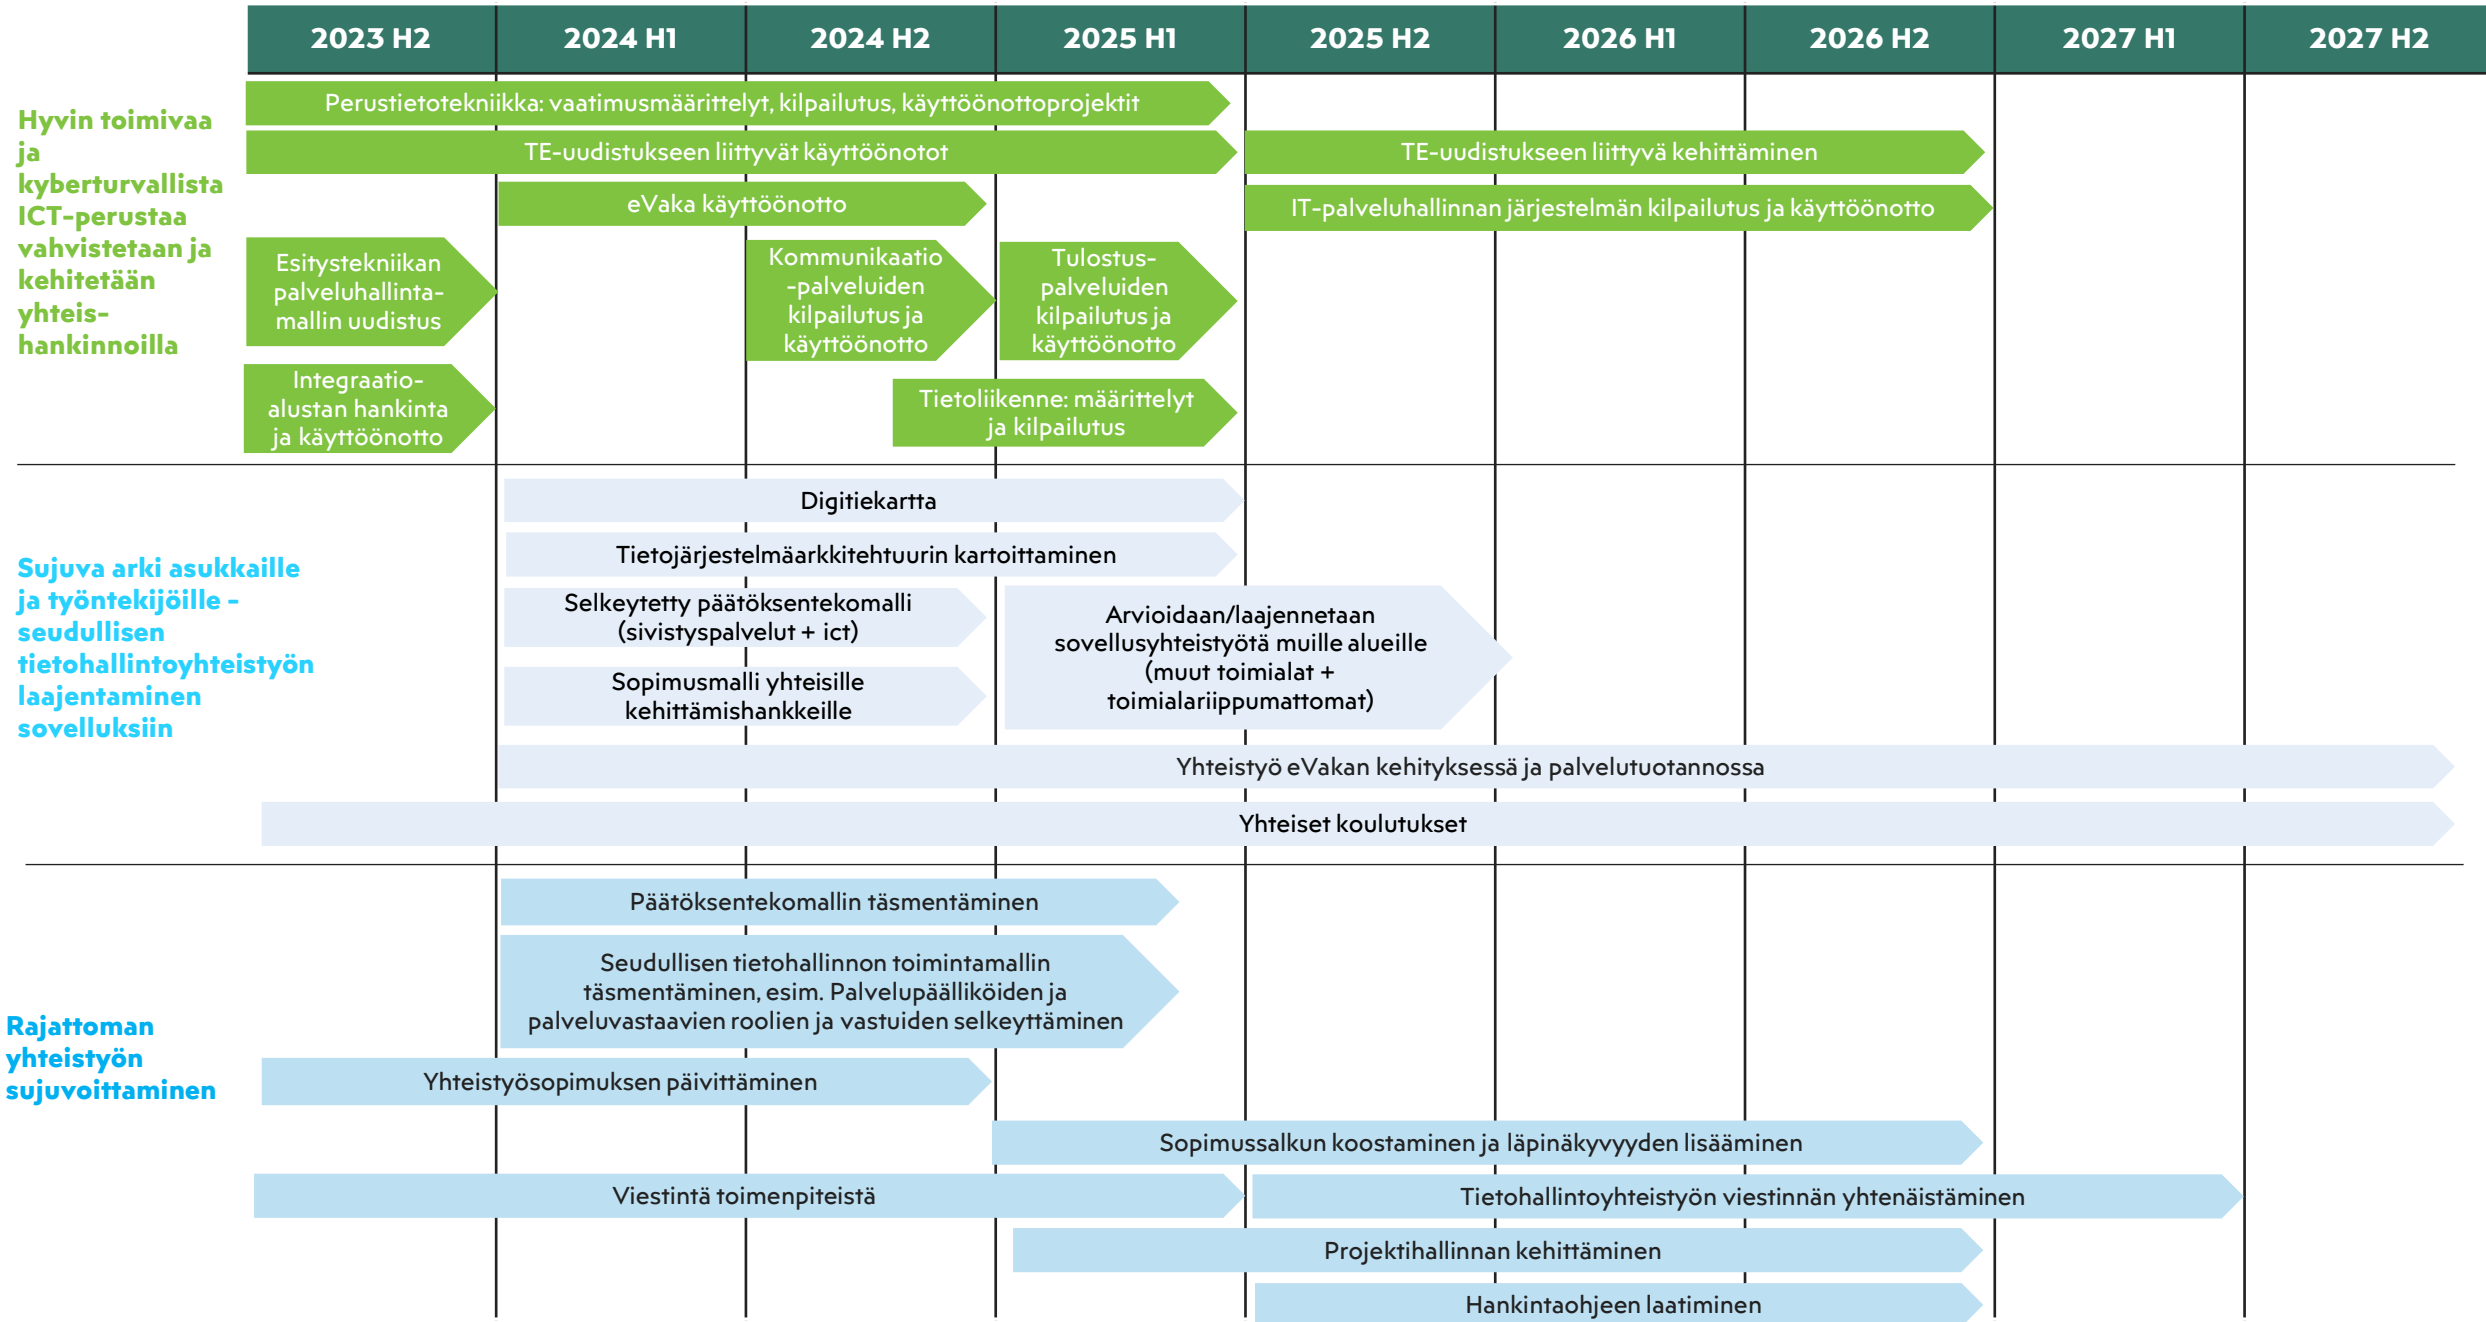 2023 H2
2024 H1
2024 H2
2025 H1
2025 H2
2026 H1
2026 H2
2027 H1
2027 H2
Hyvin toimivaa
ja
kyberturvallista
ICT-perustaa
vahvistetaan ja
kehitetään
yhteis-
hankinnoilla
Perustietotekniikka: vaatimusmäärittelyt, kilpailutus, käyttöönottoprojektit
TE-uudistukseen liittyvät käyttöönotot
TE-uudistukseen liittyvä kehittäminen
eVaka käyttöönotto
IT-palveluhallinnan järjestelmän kilpailutus ja käyttöönotto
Esitystekniikan
palveluhallinta-
mallin uudistus
Kommunikaatio
-palveluiden
kilpailutus ja
käyttöönotto
Tulostus-
palveluiden
kilpailutus ja
käyttöönotto
Integraatio-
alustan hankinta
ja käyttöönotto
Tietoliikenne: määrittelyt
ja kilpailutus
Sujuva arki asukkaille
ja työntekijöille -
seudullisen
tietohallintoyhteistyön
laajentaminen
sovelluksiin
Digitiekartta
Tietojärjestelmäarkkitehtuurin kartoittaminen
Selkeytetty päätöksentekomalli
(sivistyspalvelut + ict)
Sopimusmalli yhteisille
kehittämishankkeille
Arvioidaan/laajennetaan
sovellusyhteistyötä muille alueille
(muut toimialat +
toimialariippumattomat)
Yhteistyö eVakan kehityksessä ja palvelutuotannossa
Yhteiset koulutukset
Rajattoman
yhteistyön
sujuvoittaminen
Päätöksentekomallin täsmentäminen
Seudullisen tietohallinnon toimintamallin
täsmentäminen, esim. Palvelupäälliköiden ja
palveluvastaavien roolien ja vastuiden selkeyttäminen
Yhteistyösopimuksen päivittäminen
Sopimussalkun koostaminen ja läpinäkyvyyden lisääminen
Viestintä toimenpiteistä
Tietohallintoyhteistyön viestinnän yhtenäistäminen
Projektihallinnan kehittäminen
Hankintaohjeen laatiminen